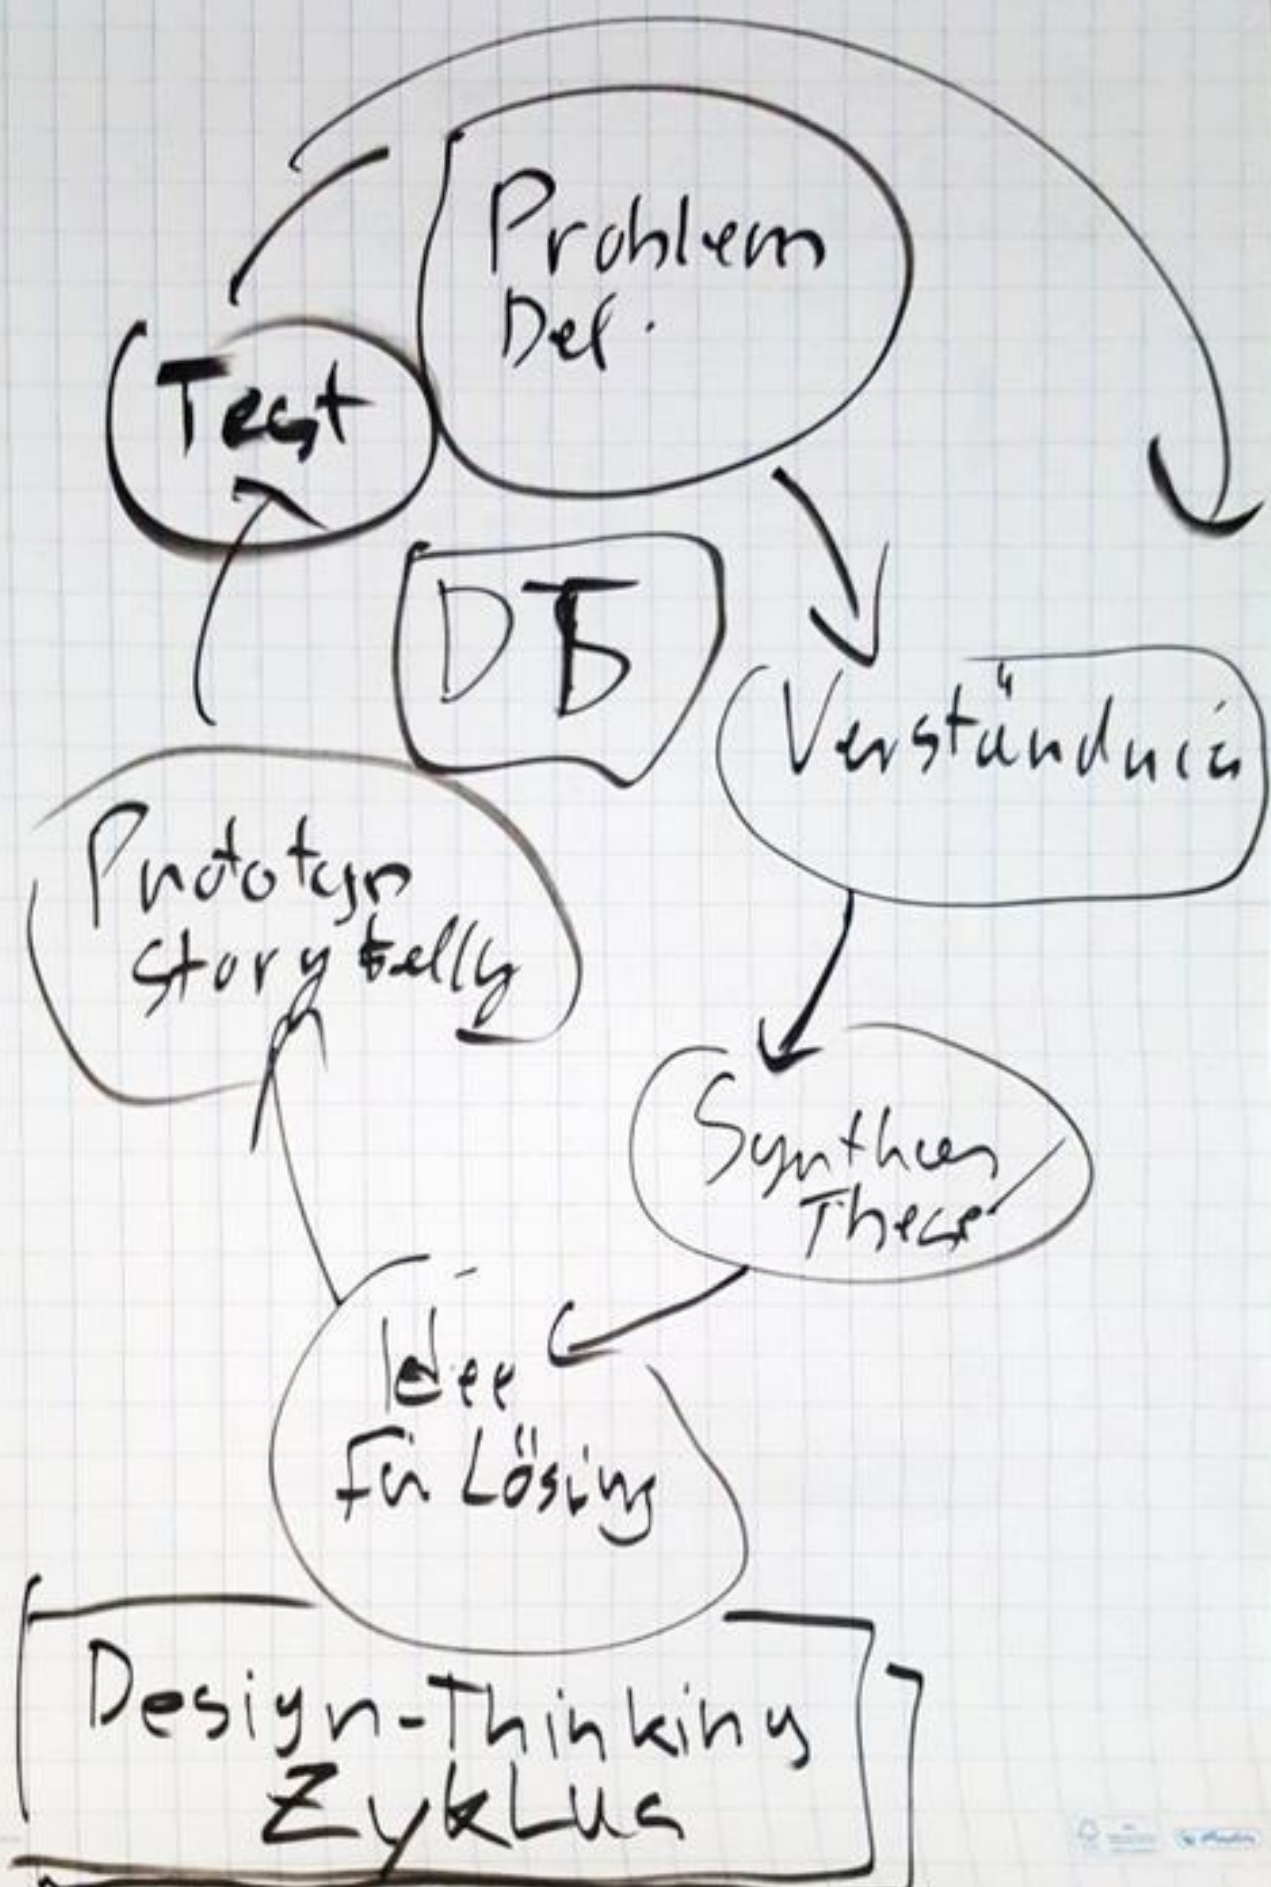 Problem
Def.
Test
DT
Verständnis
Prototyp
storytelly
Synthese
These
Idee
für Lösung
Design-Thinking
Zyklus